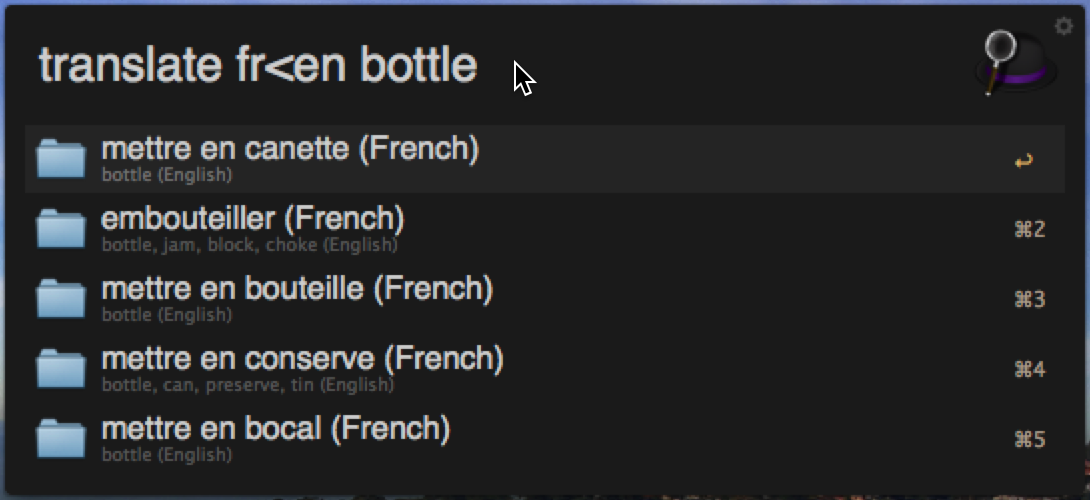 translate fr<en bottle
mettre en canette (French)
bottle (English)
↩
embouteiller (French)
bottle, jam, block, choke (English)
⌘2
mettre en bouteille (French)
bottle (English)
⌘3
mettre en conserve (French)
bottle, can, preserve, tin (English)
⌘4
mettre en bocal (French)
bottle (English)
⌘5